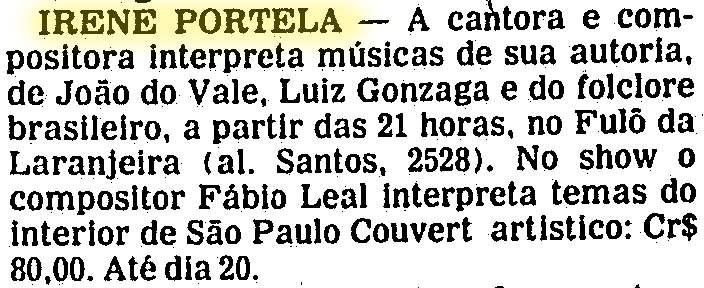 IRENE PORTELA — A cantora e com-
positora interpreta músicas de sua autoria,
de João do Vale, Luiz Gonzaga e do folclore
brasileiro, a partir das 21 horas, no Fulô da
Laranjeira (al. Santos, 2528). No show o
compositor Fábio Leal interpreta temas do
interior de São Paulo Couvert artistico: Cr$
80,00. Até dia 20.